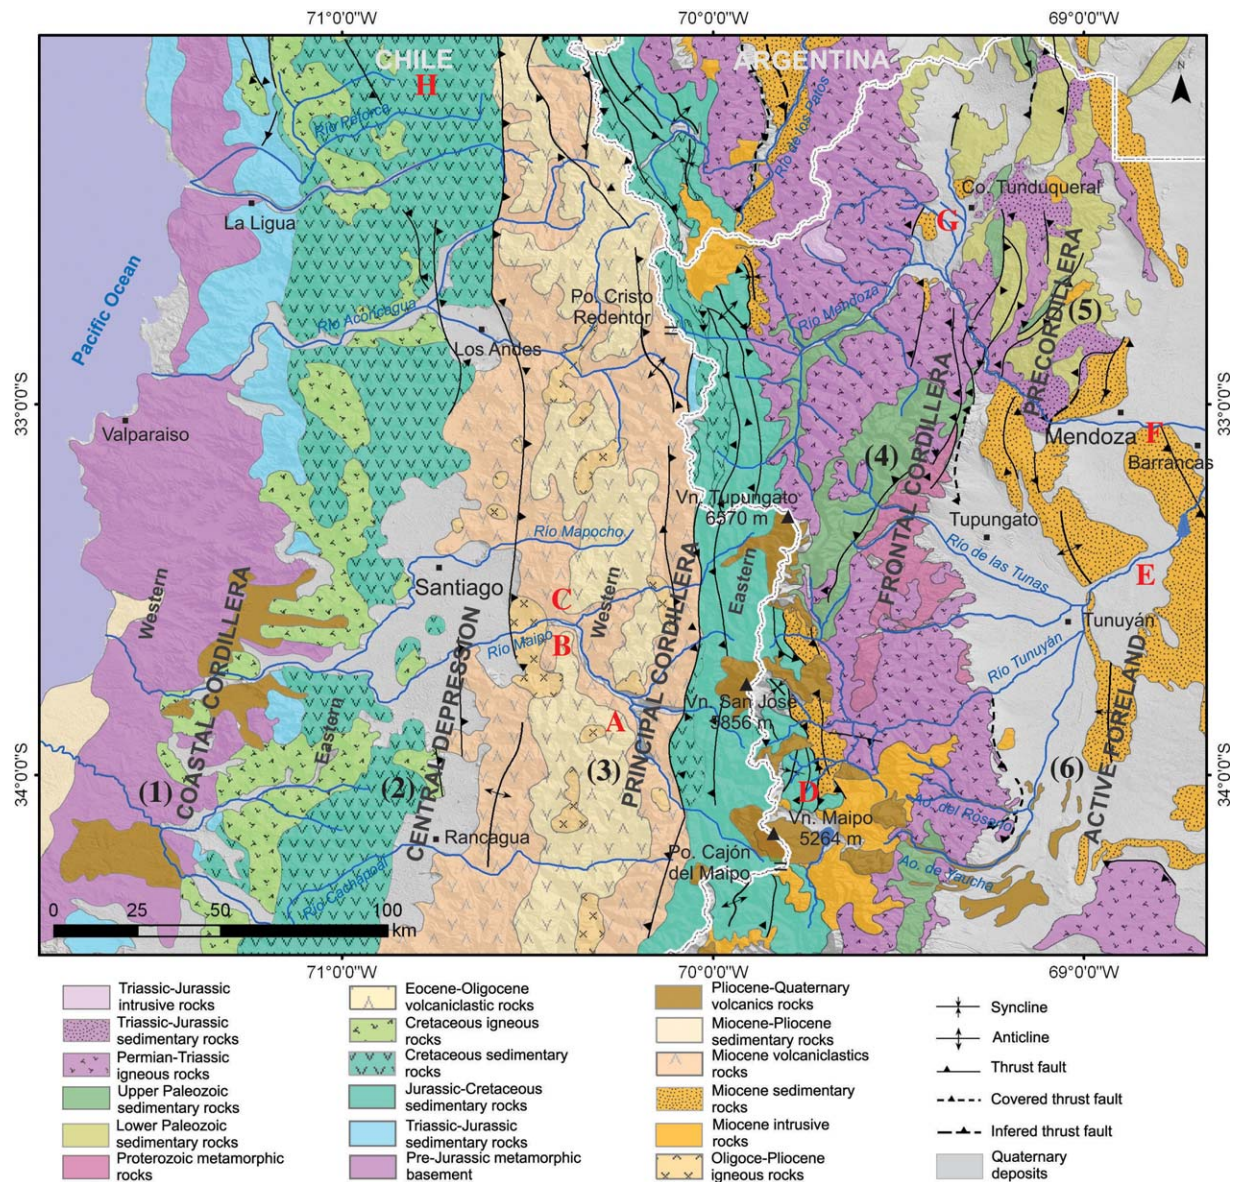 71°0'0"W
70°0'0"W
69°0'0"W
CHILE
ARGENTINA
N
H
Río Petorca
Río de los Patos
La Ligua
Co. Tunduqueral
G
Pacific Ocean
Po. Cristo
Redentor
Río Aconcagua
Los Andes
Río Mendoza
PRECORDILLERA
(5)
33°0'0"S
33°0'0"S
Valparaiso
Mendoza
F
Barrancas
(4)
FRONTAL CORDILLERA
Vn. Tupungato
6570 m
Tupungato
Río Mapocho
Río de las Tunas
Santiago
Western
COASTAL CORDILLERA
Eastern
C
Western
PRINCIPAL CORDILLERA
Eastern
E
Río Maipo
B
Tunuyán
CENTRAL DEPRESSION
Río Tunuyán
Vn. San José
5856 m
A
ACTIVE FORELAND
34°0'0"S
34°0'0"S
(1)
(2)
(3)
D
(6)
Ao. del Rosario
Vn. Maipo
5264 m
Rancagua
Po. Cajón
del Maipo
Ao. de Yaucha
Río Cachapoal
0 25 50 100
km
71°0'0"W
70°0'0"W
69°0'0"W
Triassic-Jurassic
intrusive rocks
Triassic-Jurassic
sedimentary rocks
Permian-Triassic
igneous rocks
Upper Paleozoic
sedimentary rocks
Lower Paleozoic
sedimentary rocks
Proterozoic metamorphic
rocks
Eocene-Oligocene
volcaniclastic rocks
Cretaceous igneous
rocks
Cretaceous sedimentary
rocks
Jurassic-Cretaceous
sedimentary rocks
Triassic-Jurassic
sedimentary rocks
Pre-Jurassic metamorphic
basement
Pliocene-Quaternary
volcanics rocks
Miocene-Pliocene
sedimentary rocks
Miocene volcaniclastics
rocks
Miocene sedimentary
rocks
Miocene intrusive
rocks
Oligoce-Pliocene
igneous rocks
Syncline
Anticline
Thrust fault
Covered thrust fault
Infered thrust fault
Quaternary
deposits